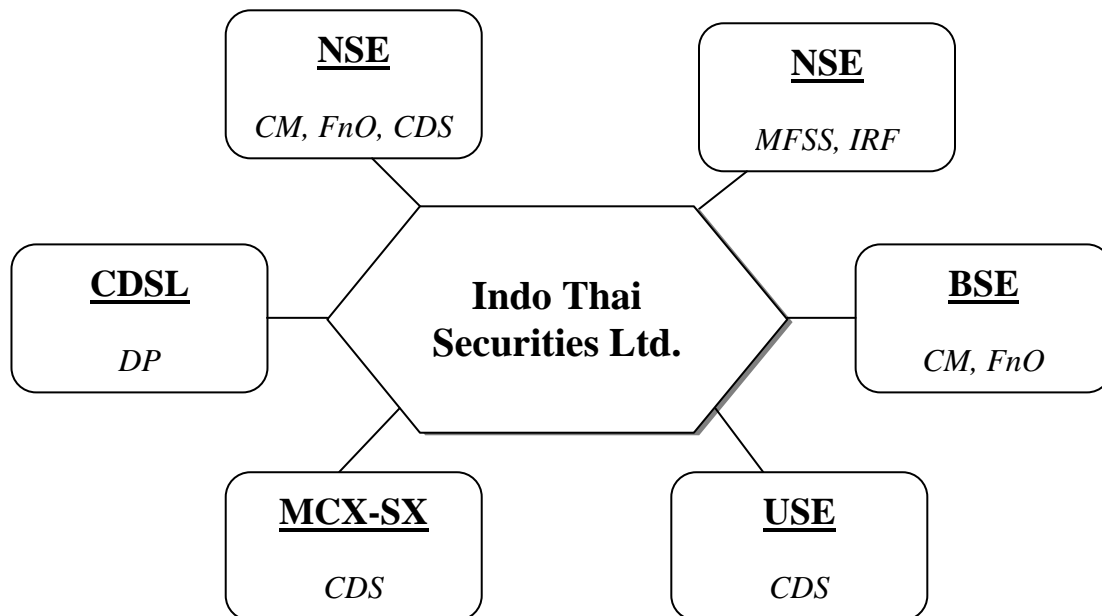 NSE
CM, FnO, CDS
NSE
MFSS, IRF
CDSL
DP
Indo Thai
Securities Ltd.
BSE
CM, FnO
MCX-SX
CDS
USE
CDS